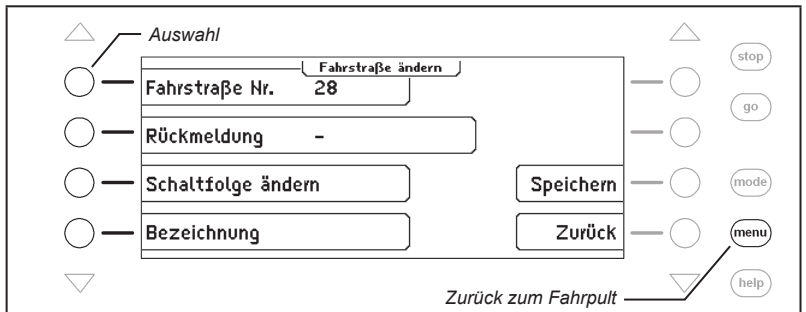 Auswahl
stop
Fahrstraße ändern
Fahrstraße Nr. 28
go
Rückmeldung -
Schaltfolge ändern
Speichern
mode
Bezeichnung
Zurück
menu
help
Zurück zum Fahrpult